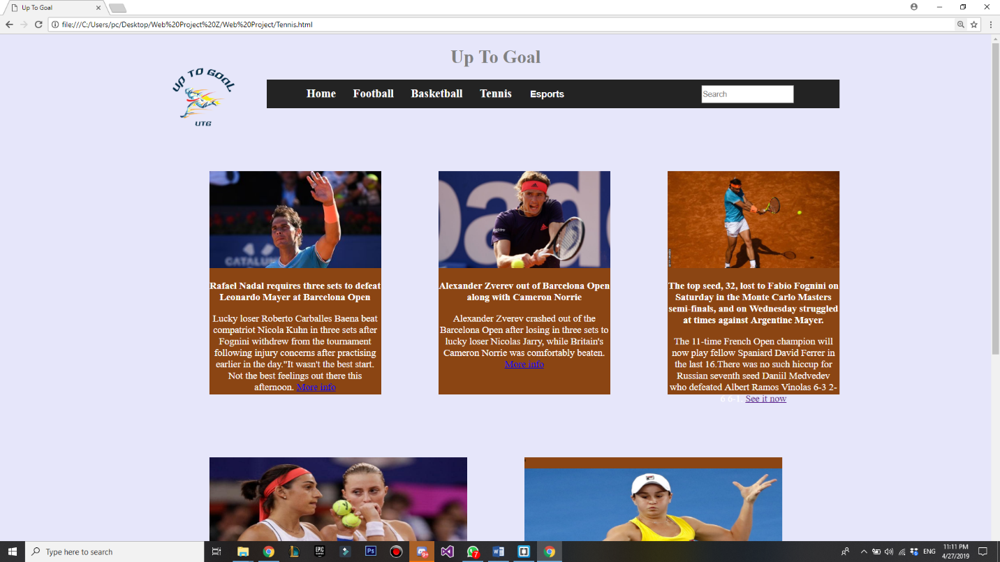 Up To Goal
file:///C:/Users/pc/Desktop/Web%20Project%20Z/Web%20Project/Tennis.html
Up To Goal
UP TO GOAL
UTG
Home Football Basketball Tennis Esports Search
CATALUN
Rafael Nadal requires three sets to defeat
Leonardo Mayer at Barcelona Open
Lucky loser Roberto Carballes Baena beat
compatriot Nicola Kuhn in three sets after
Fognini withdrew from the tournament
following injury concerns after practising
earlier in the day."It wasn't the best start.
Not the best feelings out there this
afternoon. More info
Alexander Zverev out of Barcelona Open
along with Cameron Norrie
Alexander Zverev crashed out of the
Barcelona Open after losing in three sets to
lucky loser Nicolas Jarry, while Britain's
Cameron Norrie was comfortably beaten.
More info
The top seed, 32, lost to Fabio Fognini on
Saturday in the Monte Carlo Masters
semi-finals, and on Wednesday struggled
at times against Argentine Mayer.
The 11-time French Open champion will
now play fellow Spaniard David Ferrer in
the last 16.There was no such hiccup for
Russian seventh seed Daniil Medvedev
who defeated Albert Ramos Vinolas 6-3 2-
6 6-1. See it now
Type here to search
EPIC GAMES
Ps
9+
7
ENG
11:11 PM
4/27/2019